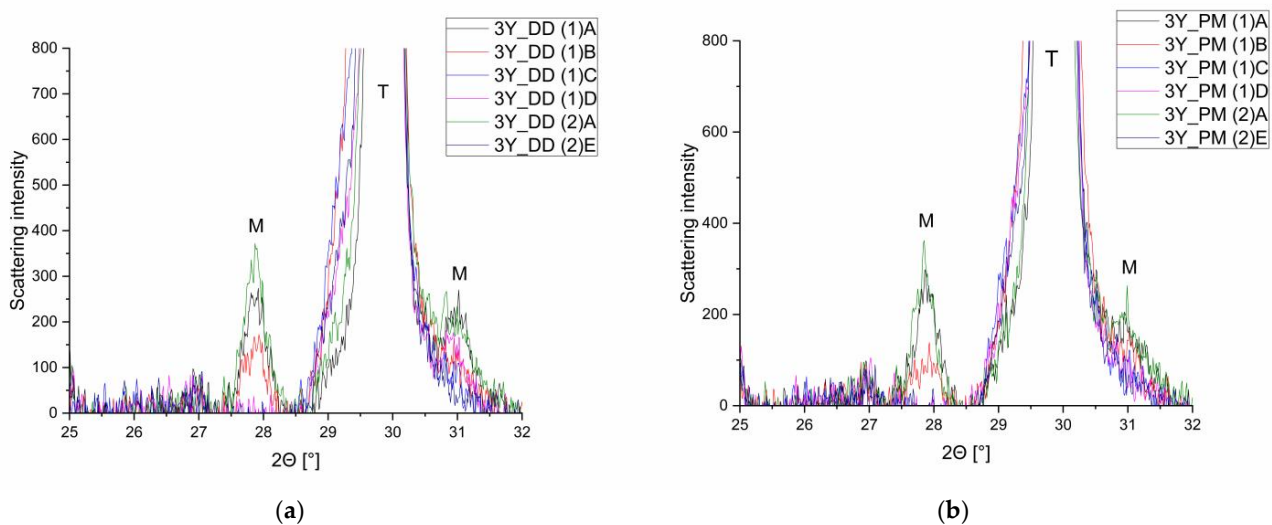 3Y_DD (1)A
3Y_DD (1)B
3Y_DD (1)C
3Y_DD (1)D
3Y_DD (2)A
3Y_DD (2)E
800
700
600
500
400
300
200
100
0
Scattering intensity
T
M
M
25 26 27 28 29 30 31 32
2Θ [°]
(a)
3Y_PM (1)A
3Y_PM (1)B
3Y_PM (1)C
3Y_PM (1)D
3Y_PM (2)A
3Y_PM (2)E
800
600
400
200
0
Scattering intensity
T
M
M
25 26 27 28 29 30 31 32
2Θ [°]
(b)